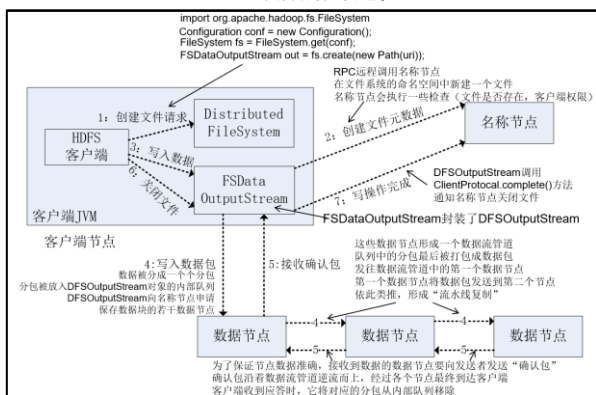 import org.apache.hadoop.fs.FileSystem
Configuration conf = new Configuration();
FileSystem fs = FileSystem.get(conf);
FSDataOutputStream out = fs.create(new Path(uri));
RPC远程调用名称节点
在文件系统的命名空间中新建一个文件
名称节点会执行一些检查（文件是否存在，客户端权限）
1：创建文件请求
Distributed
FileSystem
HDFS
客户端
2：创建文件元数据
名称节点
3：写入数据
6：关闭文件
FSData
OutputStream
7：写操作完成
DFSOutputStream调用
ClientProtocal.complete()方法
通知名称节点关闭文件
客户端JVM
FSDataOutputStream封装了DFSOutputStream
客户端节点
4:写入数据包
数据被分成一个个分包
分包被放入DFSOutputStream对象的内部队列
DFSOutputStream向名称节点申请
保存数据块的若干数据节点
5:接收确认包
这些数据节点形成一个数据流管道
队列中的分包最后被打包成数据包
发往数据流管道中的第一个数据节点
第一个数据节点将数据包发送到第二个节点
依此类推，形成“流水线复制”
数据节点
4
数据节点
4
数据节点
5
5
为了保证节点数据准确，接收到数据的数据节点要向发送者发送“确认包”
确认包沿着数据流管道逆流而上，经过各个节点最终到达客户端
客户端收到应答时，它将对应的分包从内部队列移除